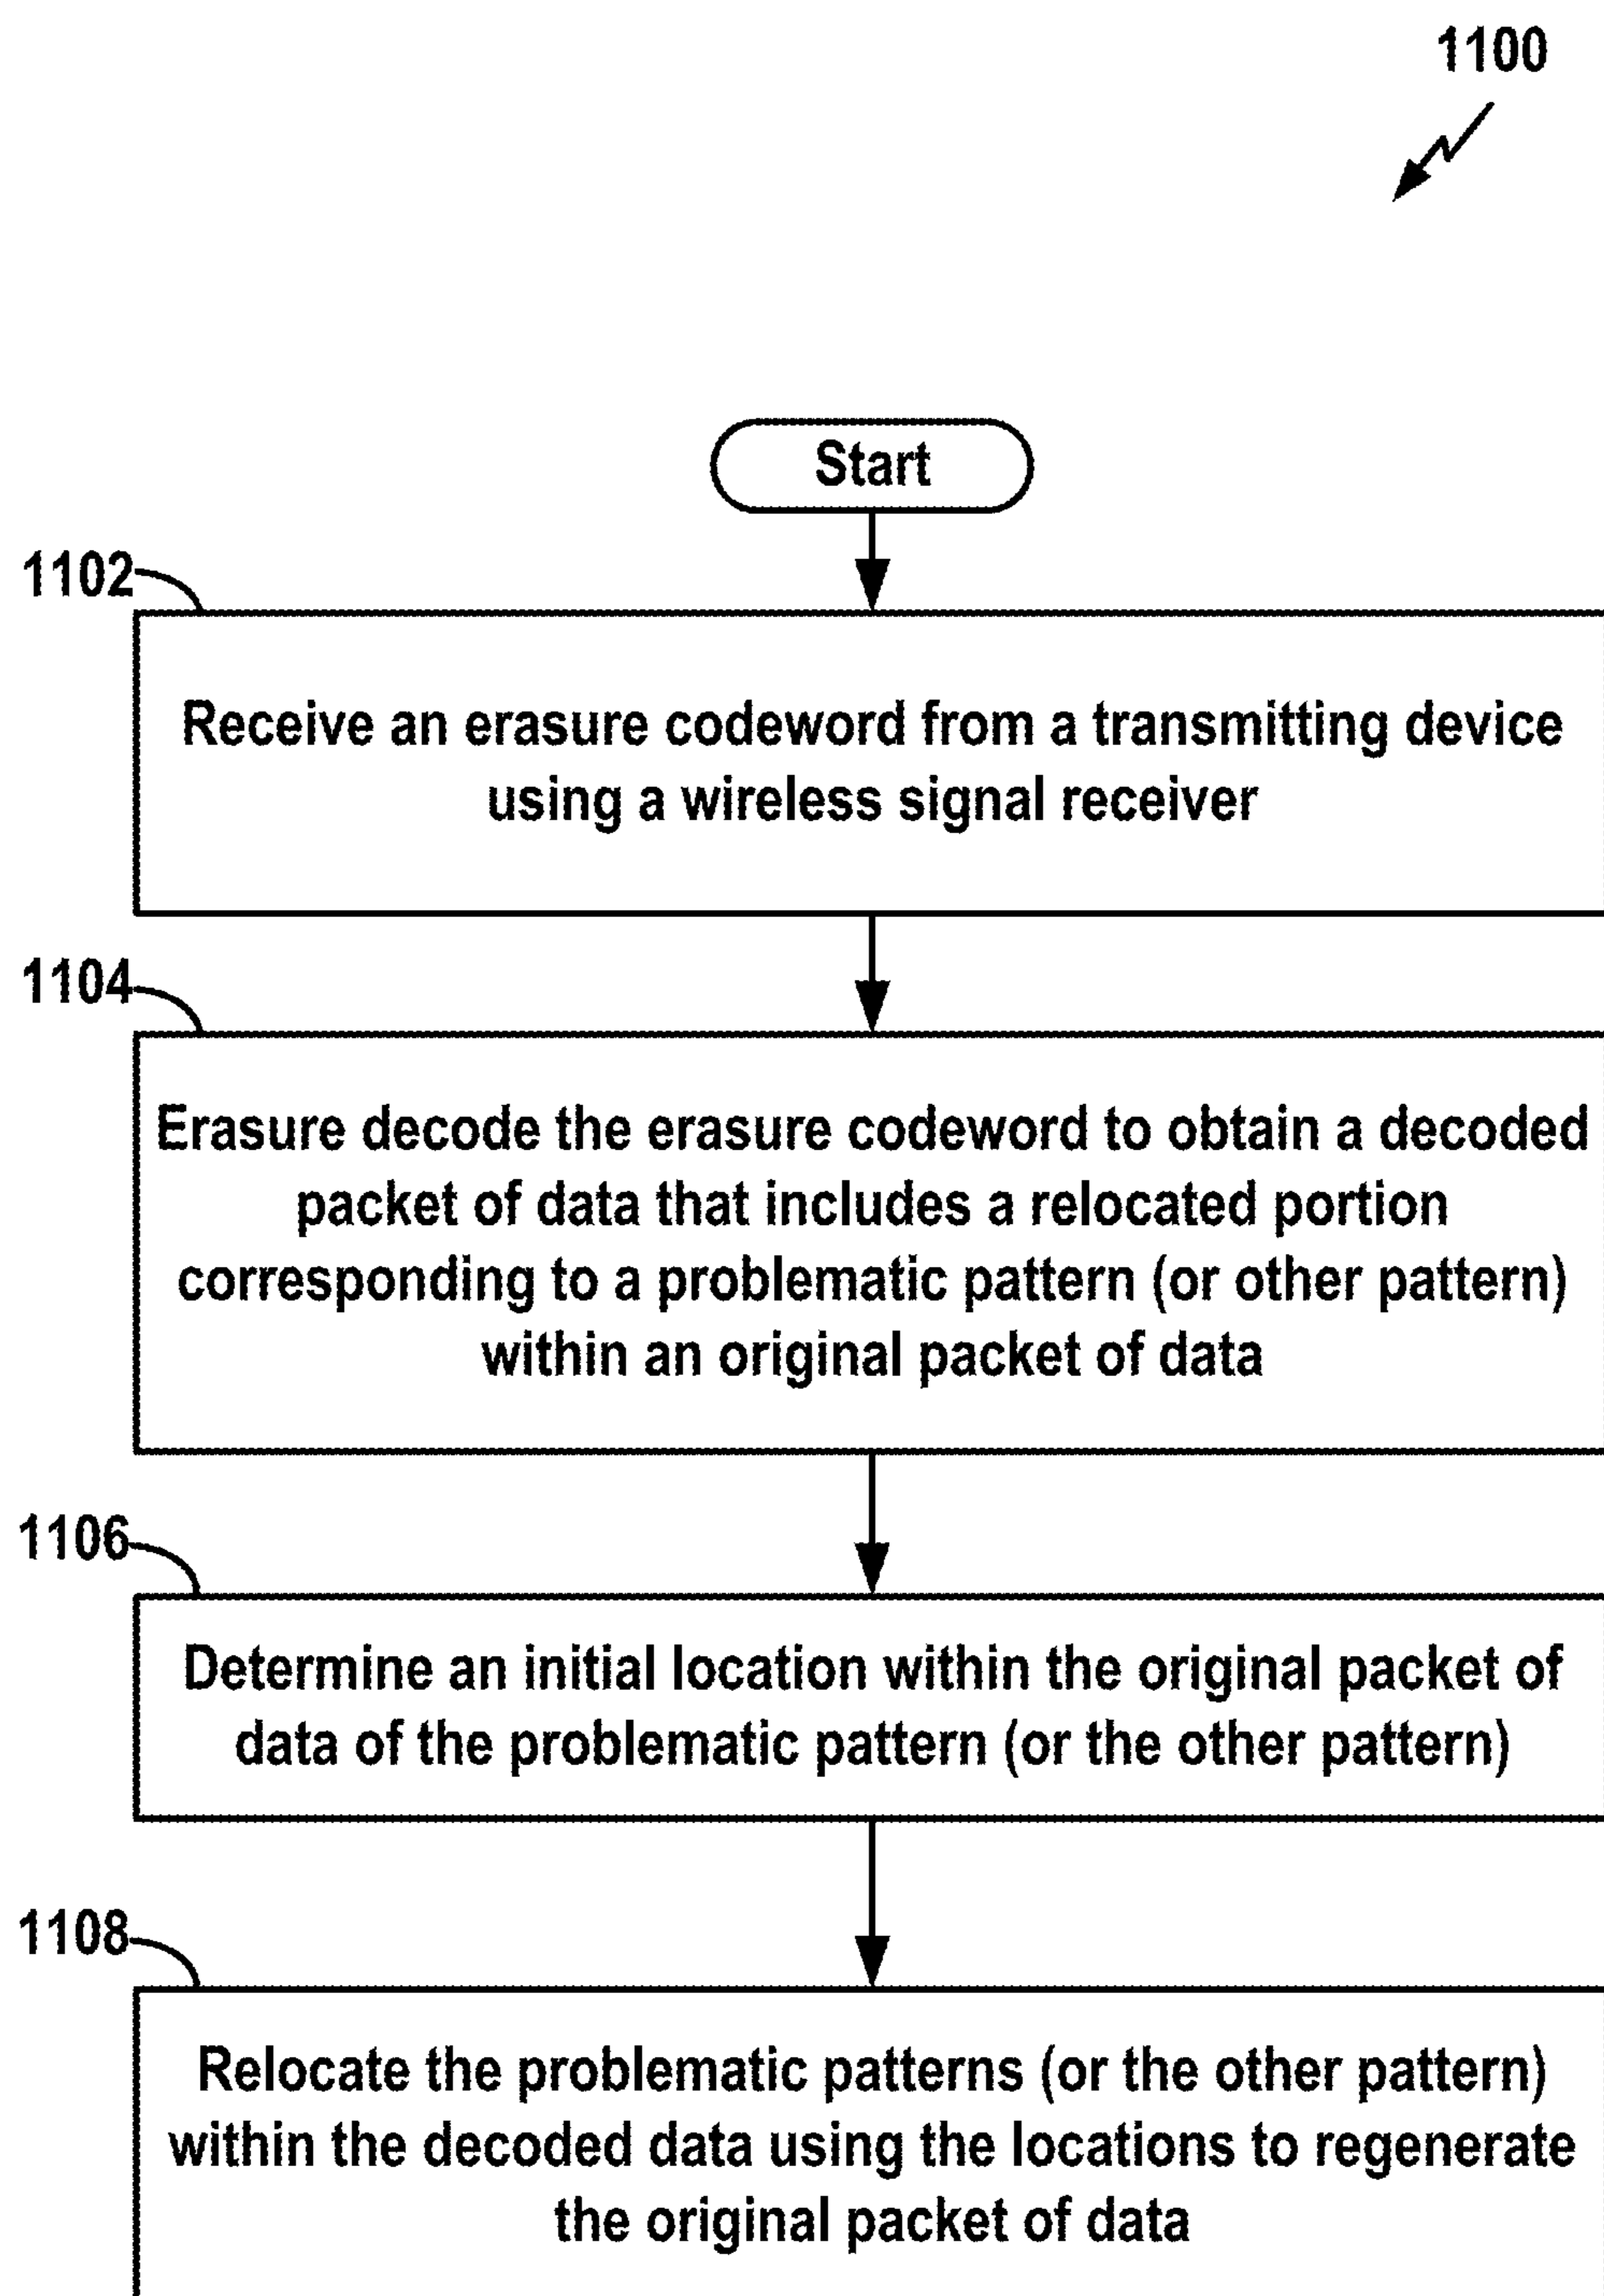 1100
Start
1102
Receive an erasure codeword from a transmitting device
using a wireless signal receiver
1104
Erasure decode the erasure codeword to obtain a decoded
packet of data that includes a relocated portion
corresponding to a problematic pattern (or other pattern)
within an original packet of data
1106
Determine an initial location within the original packet of
data of the problematic pattern (or the other pattern)
1108
Relocate the problematic patterns (or the other pattern)
within the decoded data using the locations to regenerate
the original packet of data